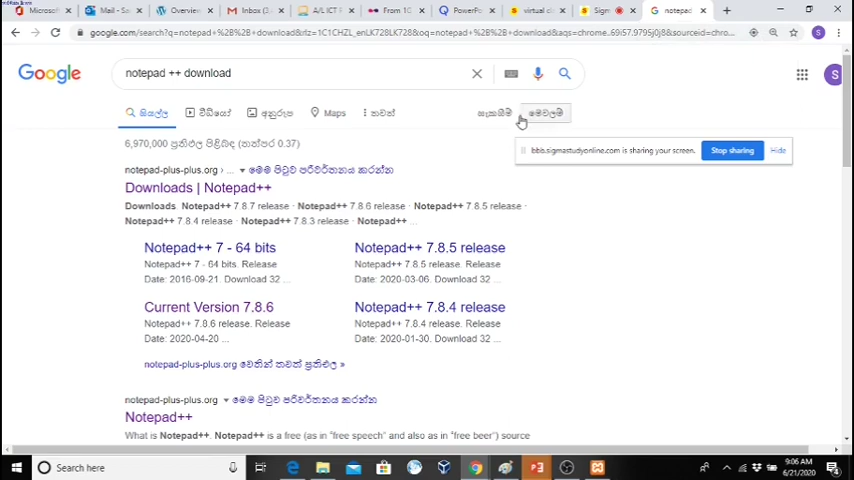 Microsoft
Mail - Sa
Overview
Inbox (3
A/L ICT F
From 10
PowerPo
virtual cl
Sigm
notepad
google.com/search?q=notepad+%2B%2B+download&rlz=1C1CHZL_enLK728LK728&oq=notepad+%2B%2B+download&aqs=chrome..69i57.9795j0j8&sourceid=chro...
Google
notepad ++ download
සියල්ල
වීඩියෝ
අනුරූප
Maps
තවත්
සැකසීම්
මෙවලම්
6,970,000 ප්‍රතිඵල පිළිබඳ (තත්පර 0.37)
bbb.sigmastudyonline.com is sharing your screen.
Stop sharing
Hide
notepad-plus-plus.org › ... ▾ මෙම පිටුව පරිවර්තනය කරන්න
Downloads | Notepad++
Downloads. Notepad++ 7.8.7 release · Notepad++ 7.8.6 release · Notepad++ 7.8.5 release ·
Notepad++ 7.8.4 release · Notepad++ 7.8.3 release · Notepad++ ...
Notepad++ 7 - 64 bits
Notepad++ 7 - 64 bits. Release
Date: 2016-09-21. Download 32 ...
Notepad++ 7.8.5 release
Notepad++ 7.8.5 release. Release
Date: 2020-03-06. Download 32 ...
Current Version 7.8.6
Notepad++ 7.8.6 release. Release
Date: 2020-04-20 ...
Notepad++ 7.8.4 release
Notepad++ 7.8.4 release. Release
Date: 2020-01-30. Download 32 ...
notepad-plus-plus.org වෙතින් තවත් ප්‍රතිඵල »
notepad-plus-plus.org ▾ මෙම පිටුව පරිවර්තනය කරන්න
Notepad++
What is Notepad++. Notepad++ is a free (as in "free speech" and also as in "free beer") source
Search here
9:06 AM
6/21/2020